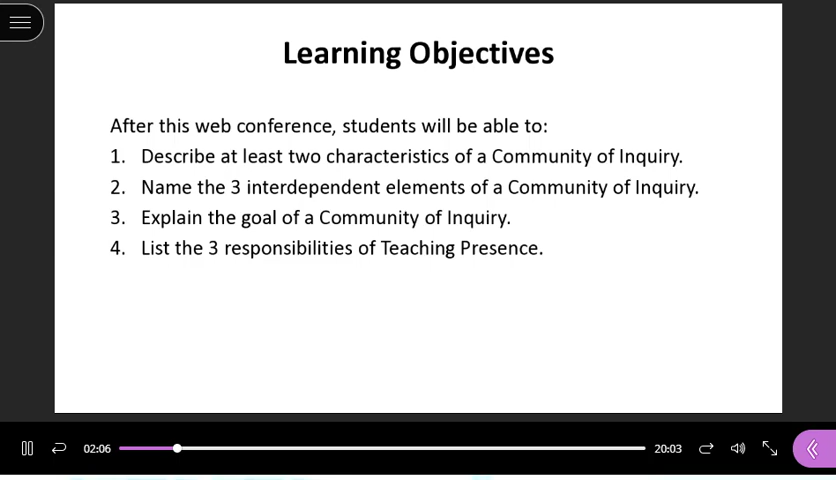 Learning Objectives
After this web conference, students will be able to:
1. Describe at least two characteristics of a Community of Inquiry.
2. Name the 3 interdependent elements of a Community of Inquiry.
3. Explain the goal of a Community of Inquiry.
4. List the 3 responsibilities of Teaching Presence.
02:06 20:03